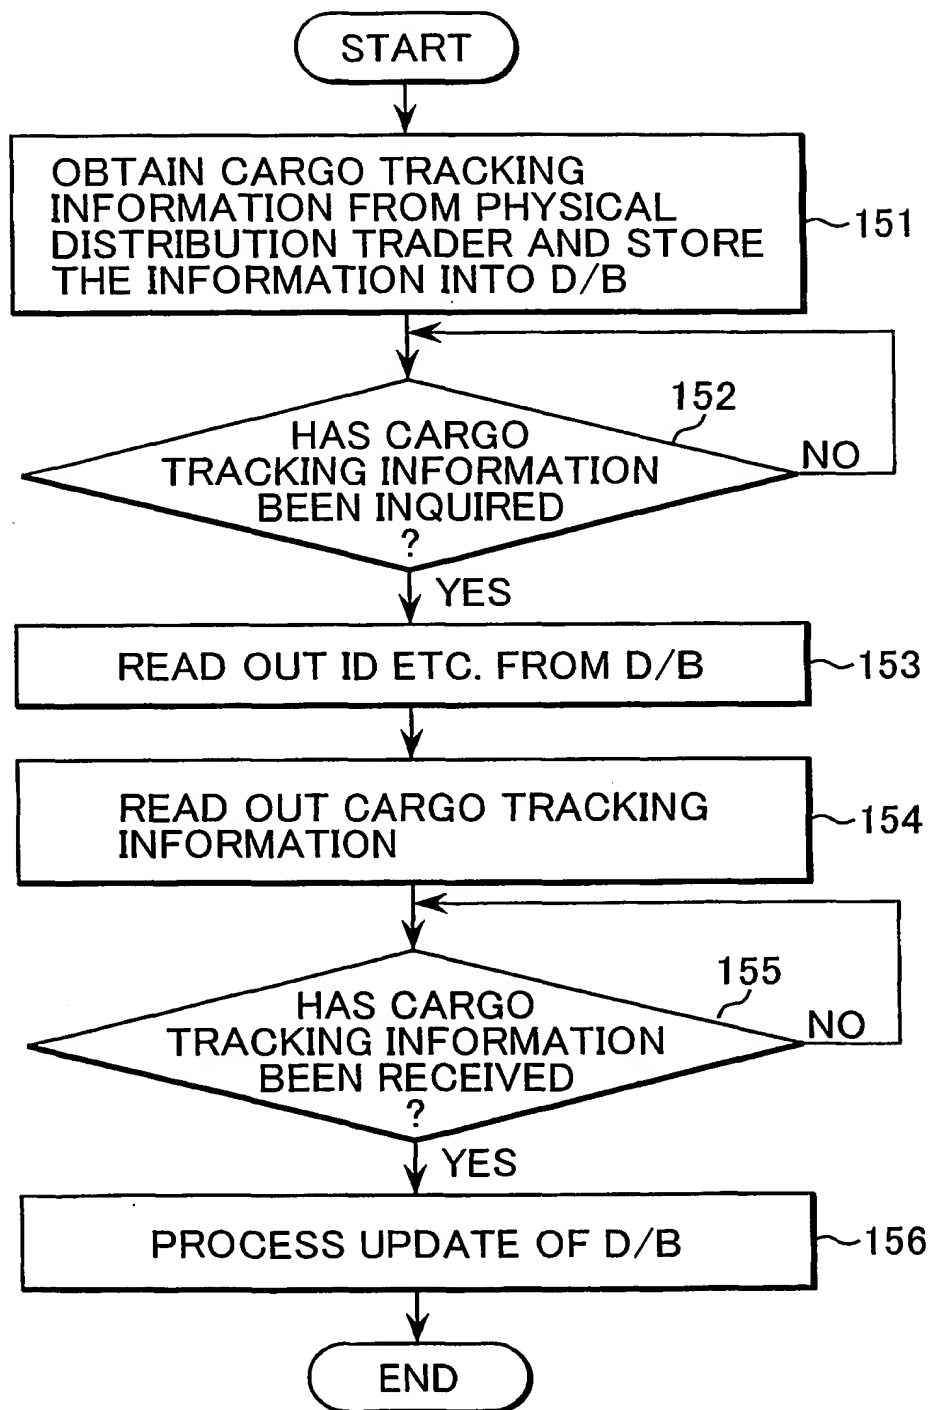 START
OBTAIN CARGO TRACKING
INFORMATION FROM PHYSICAL
DISTRIBUTION TRADER AND STORE
THE INFORMATION INTO D/B
151
152
HAS CARGO
TRACKING INFORMATION
BEEN INQUIRED
?
NO
YES
READ OUT ID ETC. FROM D/B
153
READ OUT CARGO TRACKING
INFORMATION
154
155
HAS CARGO
TRACKING INFORMATION
BEEN RECEIVED
?
NO
YES
PROCESS UPDATE OF D/B
156
END